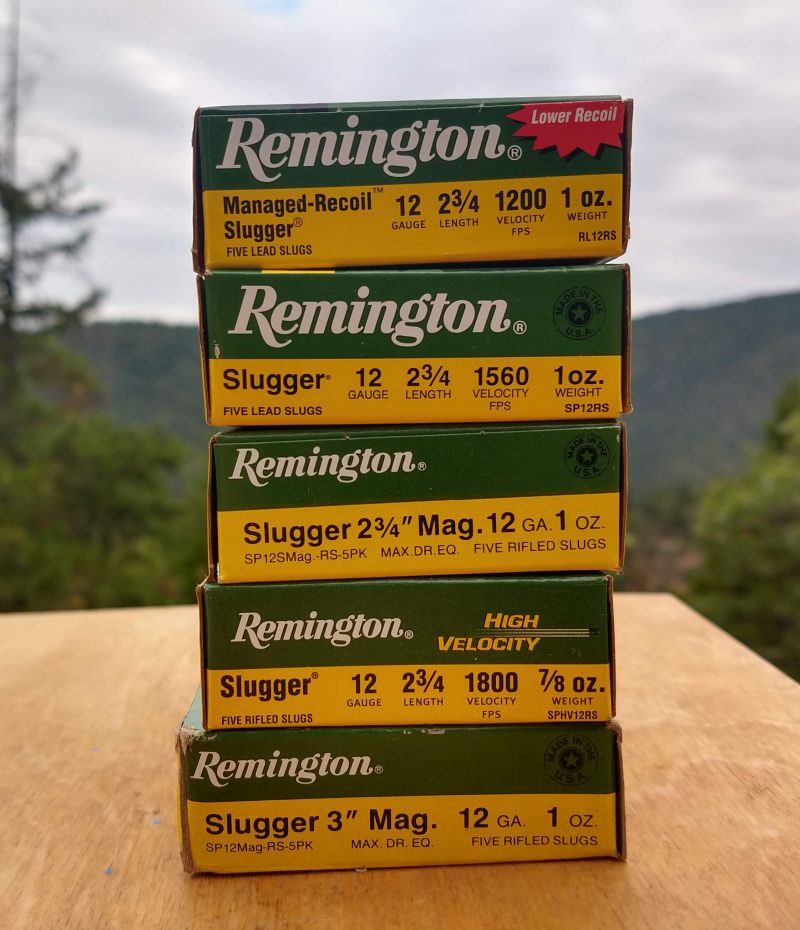 Remington®
Lower Recoil
Managed-Recoil™
Slugger®
FIVE LEAD SLUGS
12 2¾ 1200 1 oz.
GAUGE LENGTH VELOCITY WEIGHT
FPS
RL12RS
Remington®
MADE IN THE U.S.A.
Slugger® 12 2¾ 1560 1oz.
GAUGE LENGTH VELOCITY WEIGHT
FPS
FIVE LEAD SLUGS SP12RS
Remington®
MADE IN THE U.S.A.
Slugger 2¾" Mag. 12 GA. 1 OZ.
SP12SMag.-RS-5PK MAX.DR.EQ. FIVE RIFLED SLUGS
Remington®
HIGH
VELOCITY
Slugger® 12 2¾ 1800 7/8 oz.
GAUGE LENGTH VELOCITY WEIGHT
FPS
FIVE RIFLED SLUGS SPHV12RS
Remington®
MADE IN THE U.S.A.
Slugger 3" Mag. 12 GA. 1 OZ.
SP12Mag-RS-5PK MAX. DR. EQ. FIVE RIFLED SLUGS